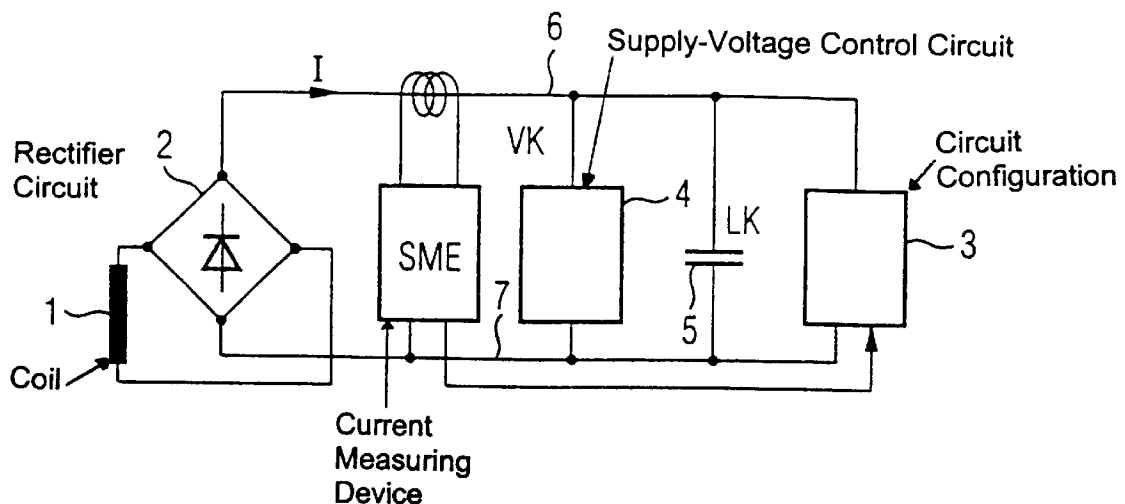 6
Supply-Voltage Control Circuit
I
Rectifier
Circuit
2
VK
Circuit
Configuration
4
LK
3
SME
1
7
5
Coil
Current
Measuring
Device